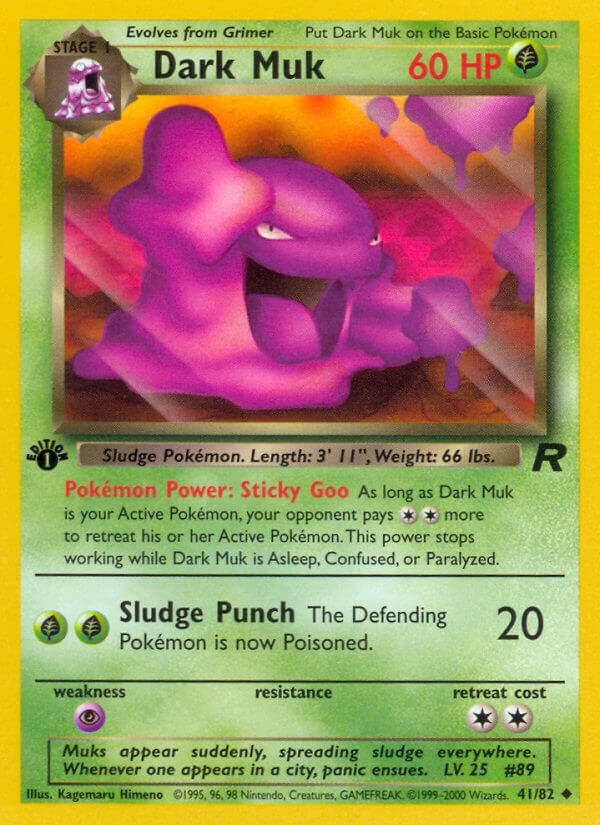 Evolves from Grimer Put Dark Muk on the Basic Pokémon
STAGE 1
Dark Muk 60 HP
EDITION
1
Sludge Pokémon. Length: 3' 11", Weight: 66 lbs.
R
Pokémon Power: Sticky Goo As long as Dark Muk
is your Active Pokémon, your opponent pays more
to retreat his or her Active Pokémon. This power stops
working while Dark Muk is Asleep, Confused, or Paralyzed.
Sludge Punch The Defending 20
Pokémon is now Poisoned.
weakness resistance retreat cost
Muks appear suddenly, spreading sludge everywhere.
Whenever one appears in a city, panic ensues. LV. 25 #89
Illus. Kagemaru Himeno ©1995, 96, 98 Nintendo, Creatures, GAMEFREAK. ©1999-2000 Wizards. 41/82